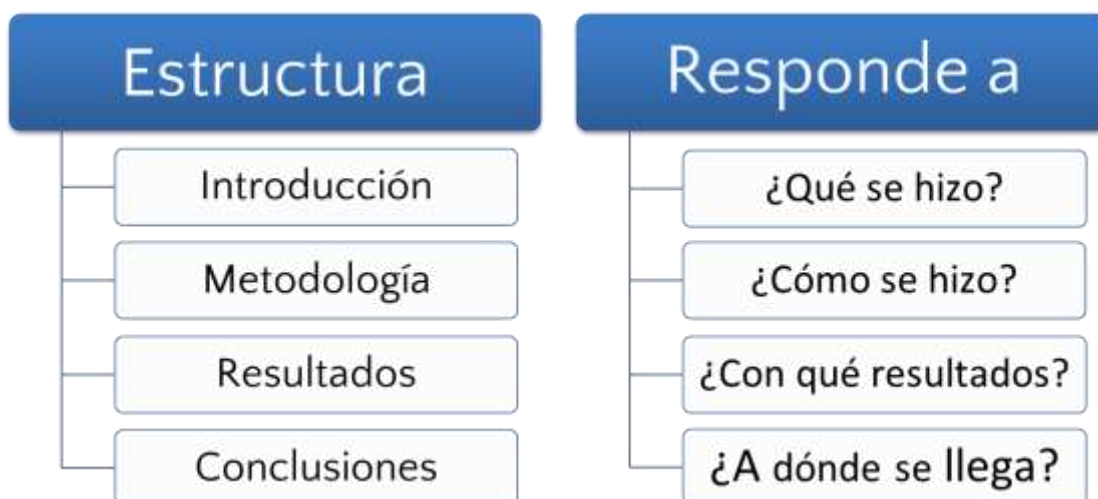 Estructura
Introducción
Metodología
Resultados
Conclusiones
Responde a
¿Qué se hizo?
¿Cómo se hizo?
¿Con qué resultados?
¿A dónde se llega?